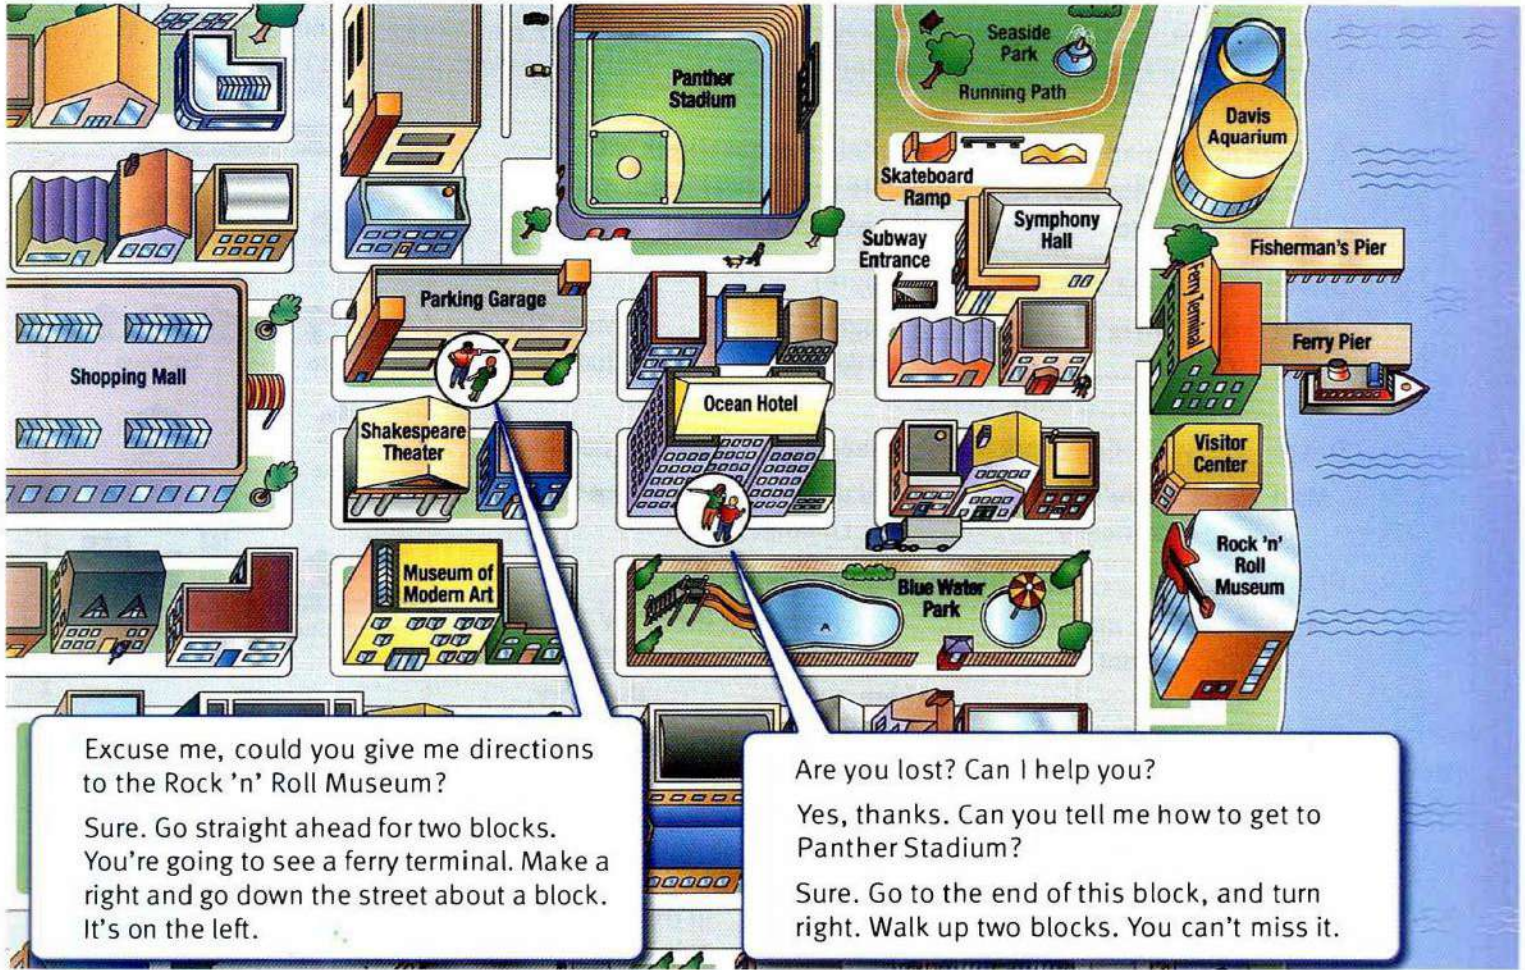 Panther
Stadium
Seaside
Park
Running Path
Davis
Aquarium
Skateboard
Ramp
Symphony
Hall
Subway
Entrance
Fisherman's Pier
Ferry Terminal
Parking Garage
Ferry Pier
Shopping Mall
Ocean Hotel
Shakespeare
Theater
Visitor
Center
Rock 'n'
Roll
Museum
Museum of
Modern Art
Blue Water
Park
Excuse me, could you give me directions
to the Rock 'n' Roll Museum?
Sure. Go straight ahead for two blocks.
You're going to see a ferry terminal. Make a
right and go down the street about a block.
It's on the left.
Are you lost? Can I help you?
Yes, thanks. Can you tell me how to get to
Panther Stadium?
Sure. Go to the end of this block, and turn
right. Walk up two blocks. You can't miss it.